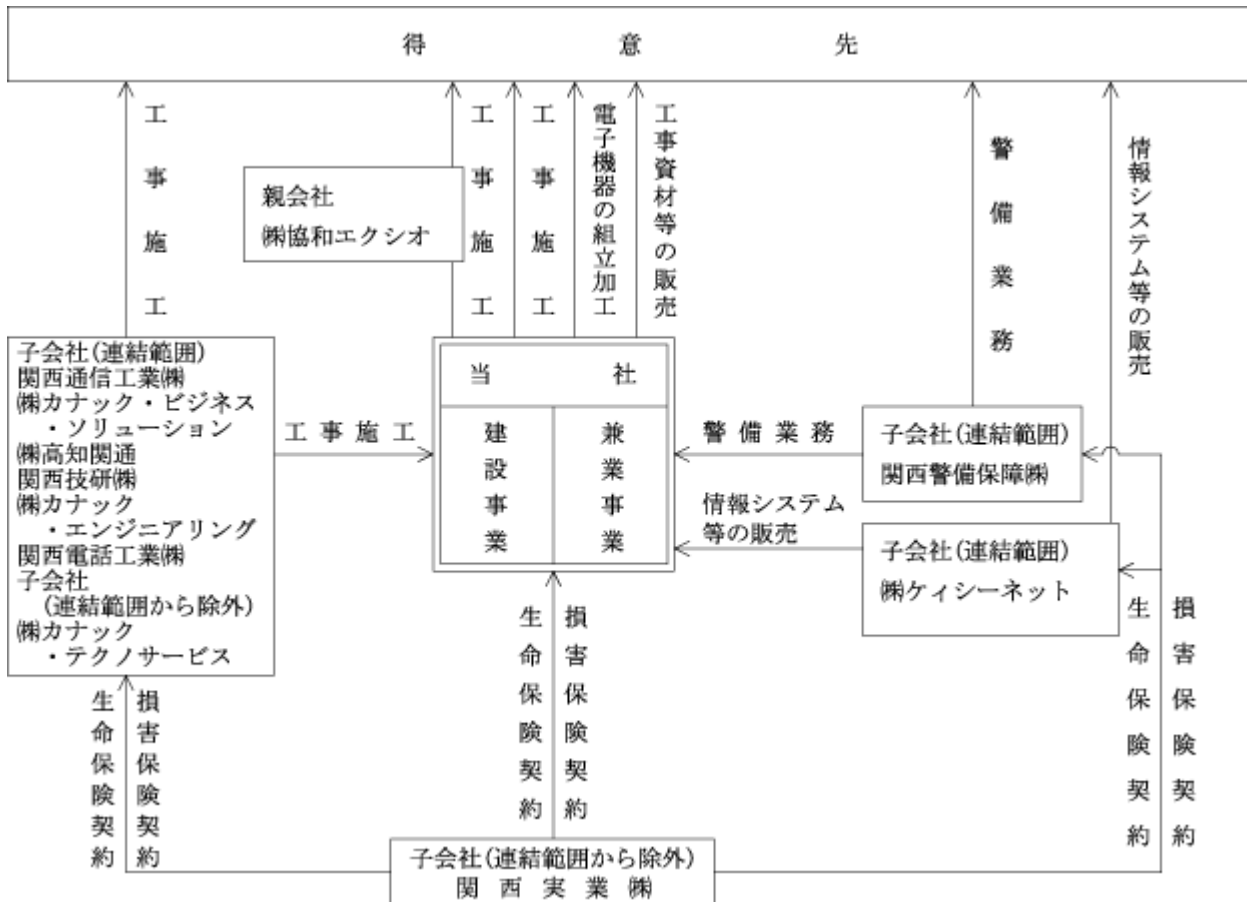 得意先
工事施工
工事施工
工事施工
電子機器の組立加工
工事資材等の販売
警備業務
情報システム等の販売
親会社
㈱協和エクシオ
子会社(連結範囲)
関西通信工業㈱
㈱カナック・ビジネス
・ソリューション
㈱高知関通
関西技研㈱
㈱カナック
・エンジニアリング
関西電話工業㈱
子会社
(連結範囲から除外)
㈱カナック
・テクノサービス
工事施工
当社
建設事業
兼業事業
警備業務
情報システム
等の販売
子会社(連結範囲)
関西警備保障㈱
子会社(連結範囲)
㈱ケィシーネット
生命保険契約
損害保険契約
生命保険契約
損害保険契約
生命保険契約
損害保険契約
子会社(連結範囲から除外)
関西実業㈱